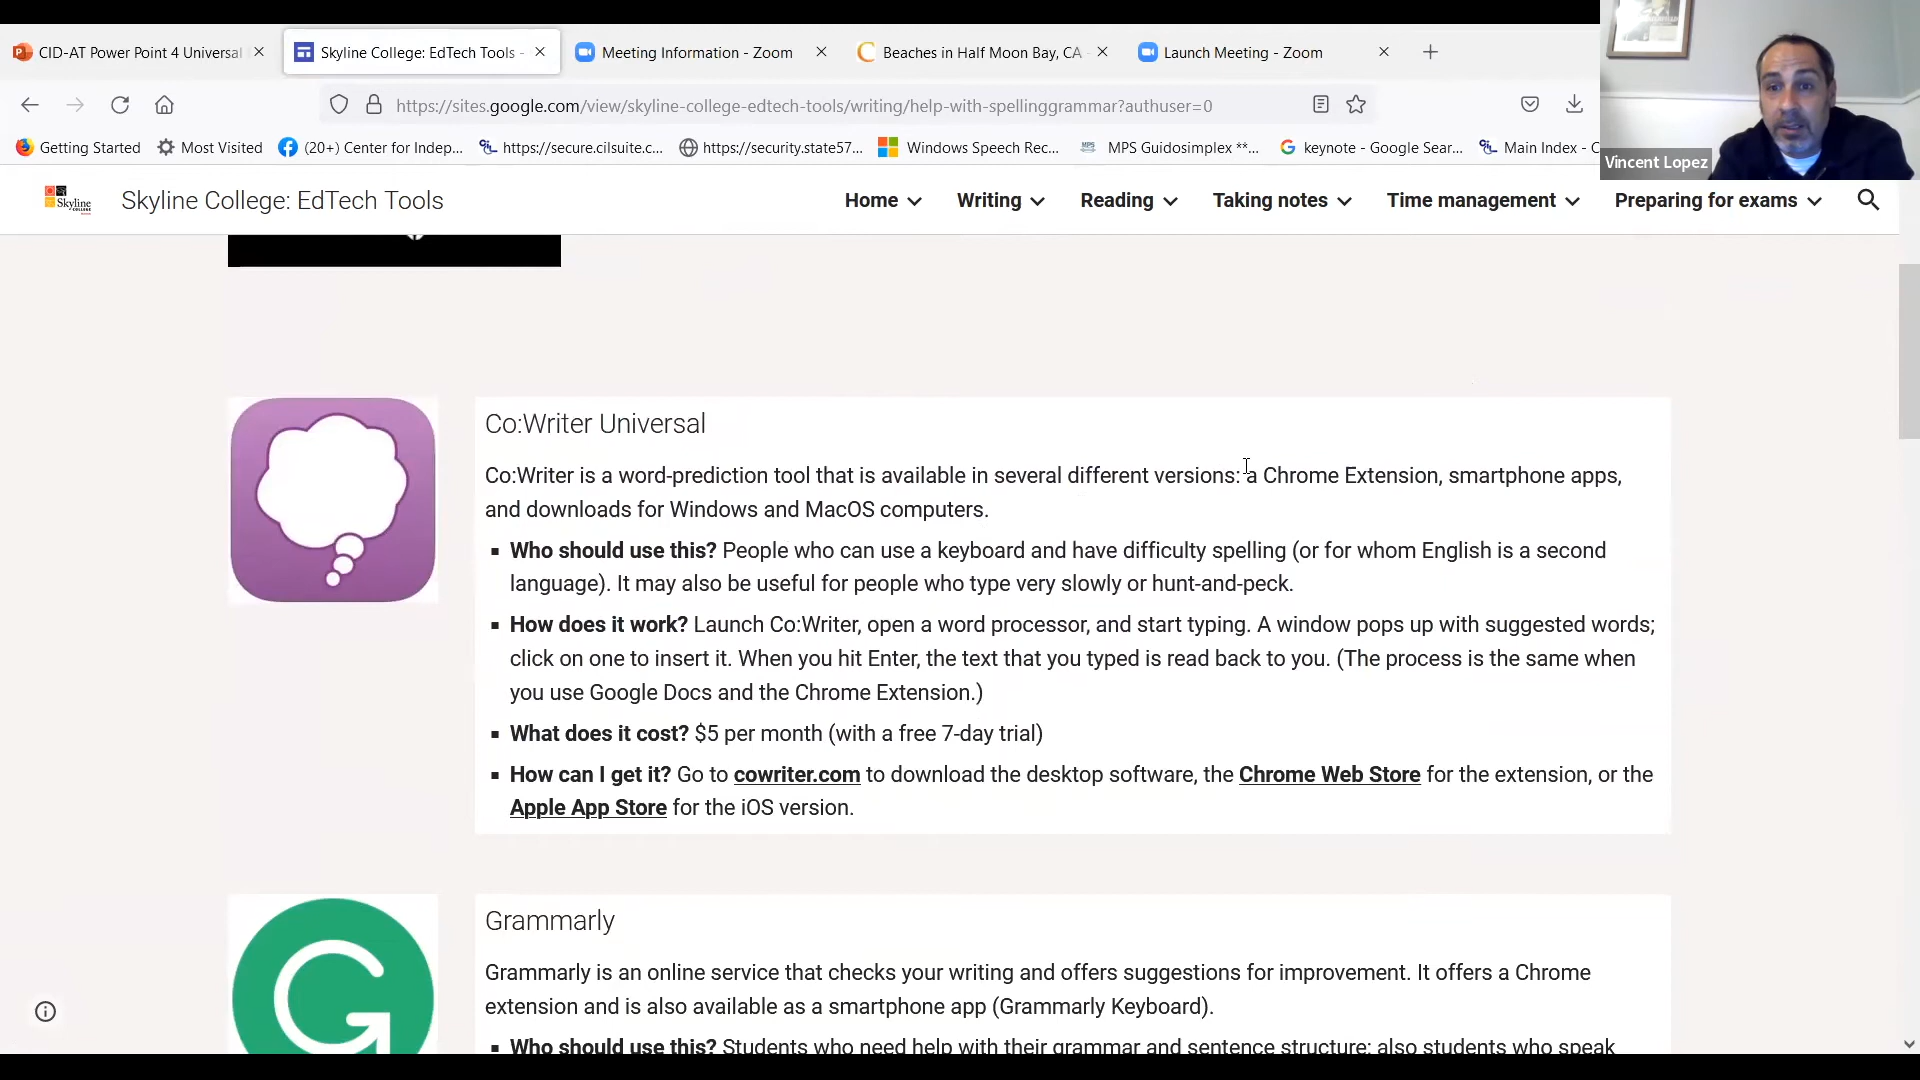 CID-AT Power Point 4 Universal
Skyline College: EdTech Tools -
Meeting Information - Zoom
Beaches in Half Moon Bay, CA
Launch Meeting - Zoom
https://sites.google.com/view/skyline-college-edtech-tools/writing/help-with-spellinggrammar?authuser=0
Getting Started
Most Visited
(20+) Center for Indep...
https://secure.cilsuite.c...
https://security.state57...
Windows Speech Rec...
MPS
MPS Guidosimplex **...
keynote - Google Sear...
Main Index - C
Vincent Lopez
Skyline
Skyline College: EdTech Tools
Home
Writing
Reading
Taking notes
Time management
Preparing for exams
Co:Writer Universal
Co:Writer is a word-prediction tool that is available in several different versions: a Chrome Extension, smartphone apps,
and downloads for Windows and MacOS computers.
▪ Who should use this? People who can use a keyboard and have difficulty spelling (or for whom English is a second
language). It may also be useful for people who type very slowly or hunt-and-peck.
▪ How does it work? Launch Co:Writer, open a word processor, and start typing. A window pops up with suggested words;
click on one to insert it. When you hit Enter, the text that you typed is read back to you. (The process is the same when
you use Google Docs and the Chrome Extension.)
▪ What does it cost? $5 per month (with a free 7-day trial)
▪ How can I get it? Go to cowriter.com to download the desktop software, the Chrome Web Store for the extension, or the
Apple App Store for the iOS version.
Grammarly
Grammarly is an online service that checks your writing and offers suggestions for improvement. It offers a Chrome
extension and is also available as a smartphone app (Grammarly Keyboard).
▪ Who should use this? Students who need help with their grammar and sentence structure; also students who speak